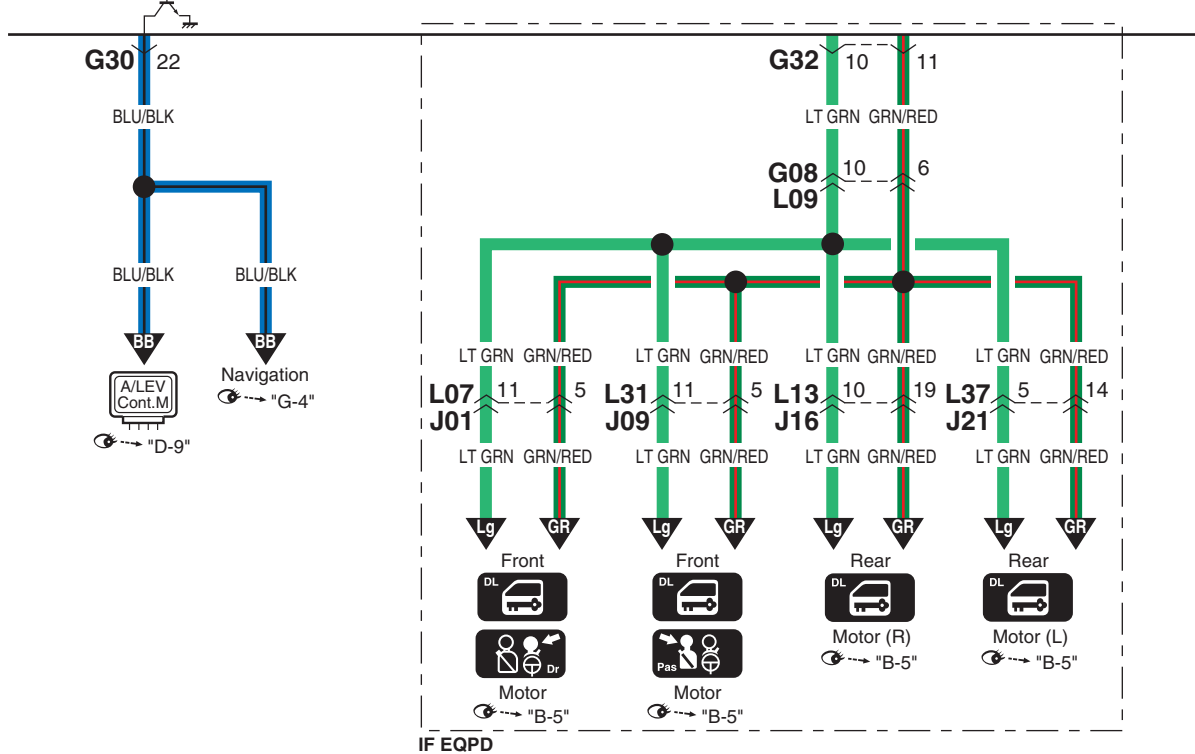 G30 22
G32 10 11
BLU/BLK
LT GRN GRN/RED
G08 10 6
L09
BLU/BLK BLU/BLK
BB BB
LT GRN GRN/RED LT GRN GRN/RED LT GRN GRN/RED LT GRN GRN/RED
A/LEV
Cont.M
"D-9"
Navigation
"G-4"
L07 11 5
J01
L31 11 5
J09
L13 10 19
J16
L37 5 14
J21
LT GRN GRN/RED LT GRN GRN/RED LT GRN GRN/RED LT GRN GRN/RED
Lg GR Lg GR Lg GR Lg GR
Front
DL
Dr
Motor
"B-5"
Front
DL
Pas
Motor
"B-5"
Rear
DL
Motor (R)
"B-5"
Rear
DL
Motor (L)
"B-5"
IF EQPD